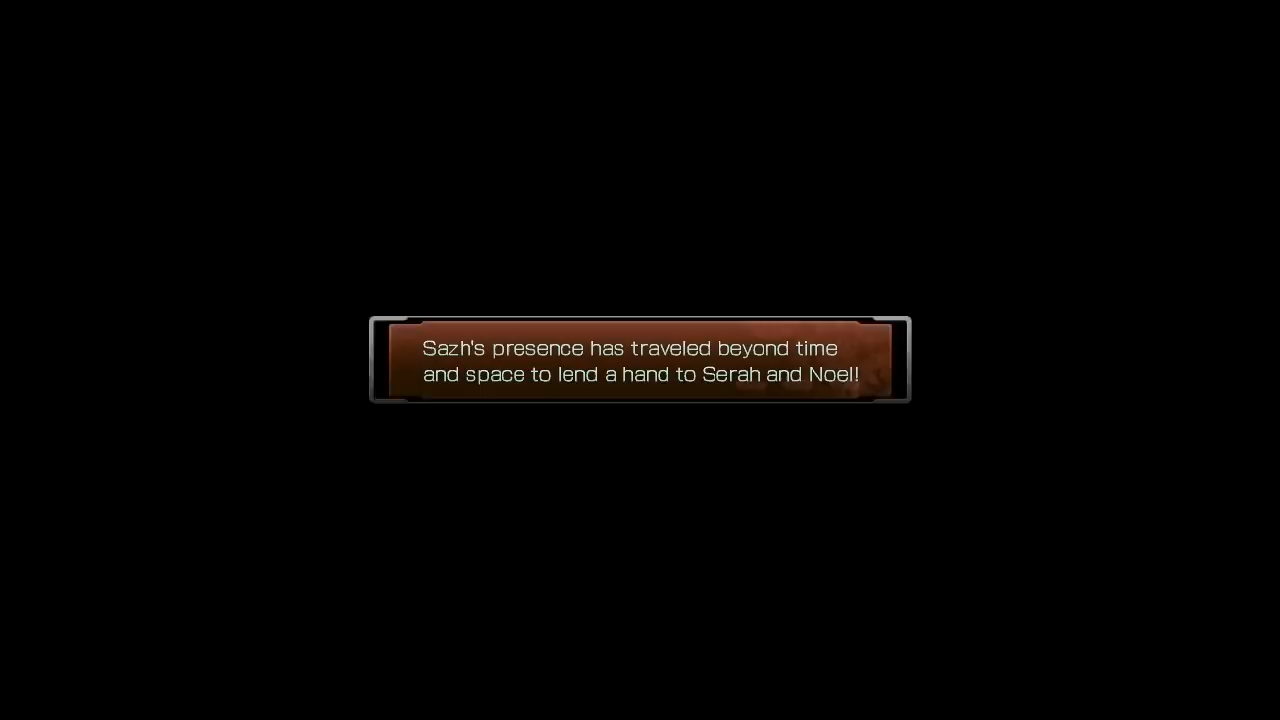 Sazh's presence has traveled beyond time
and space to lend a hand to Serah and Noel!